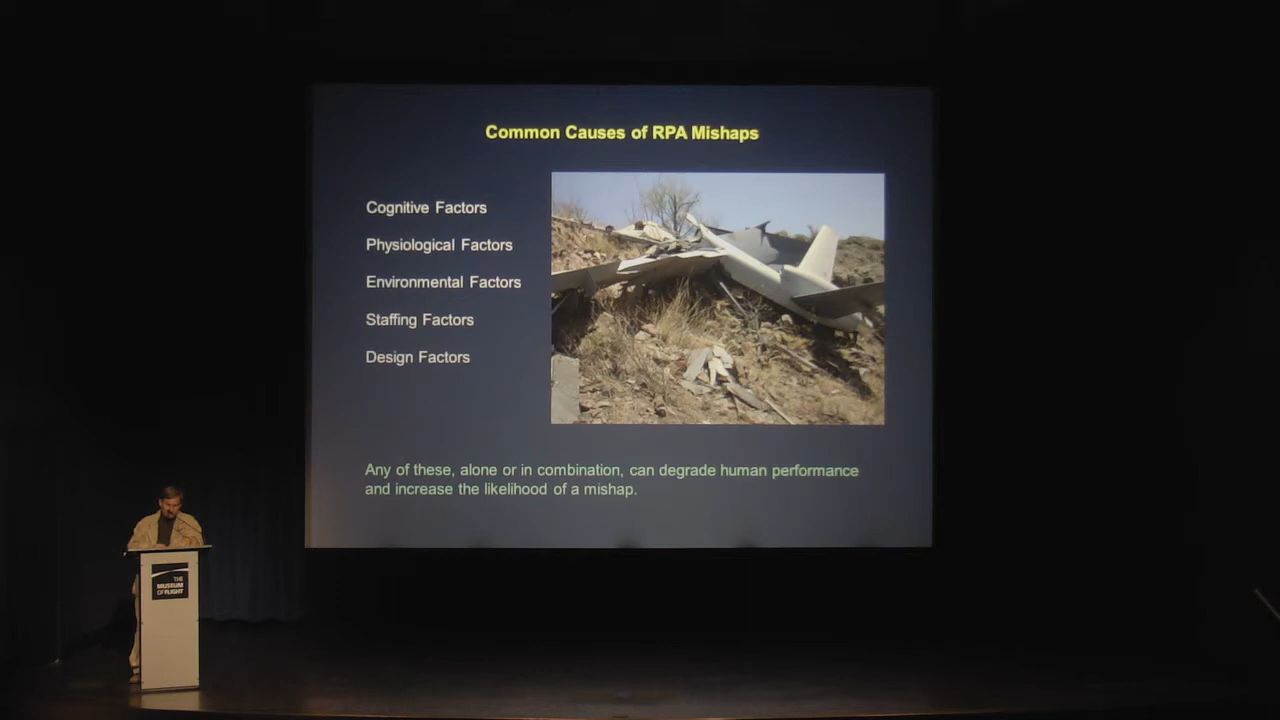 Common Causes of RPA Mishaps
Cognitive Factors
Physiological Factors
Environmental Factors
Staffing Factors
Design Factors
Any of these, alone or in combination, can degrade human performance
and increase the likelihood of a mishap.
THE
MUSEUM
OF FLIGHT